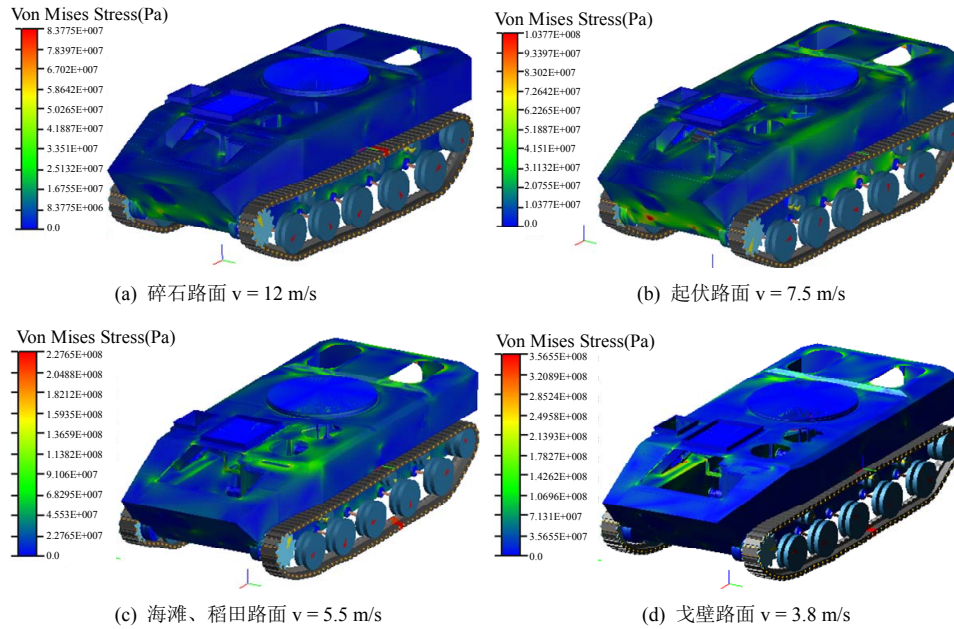 Von Mises Stress(Pa)
8.3775E+007
7.8397E+007
6.702E+007
5.8642E+007
5.0265E+007
4.1887E+007
3.351E+007
2.5132E+007
1.6755E+007
8.3775E+006
0.0
(a) 碎石路面 v = 12 m/s
Von Mises Stress(Pa)
1.0377E+008
9.3397E+007
8.302E+007
7.2642E+007
6.2265E+007
5.1887E+007
4.151E+007
3.1132E+007
2.0755E+007
1.0377E+007
0.0
(b) 起伏路面 v = 7.5 m/s
Von Mises Stress(Pa)
2.2765E+008
2.0488E+008
1.8212E+008
1.5935E+008
1.3659E+008
1.1382E+008
9.106E+007
6.8295E+007
4.553E+007
2.2765E+007
0.0
(c) 海滩、稻田路面 v = 5.5 m/s
Von Mises Stress(Pa)
3.5655E+008
3.2089E+008
2.8524E+008
2.4958E+008
2.1393E+008
1.7827E+008
1.4262E+008
1.0696E+008
7.131E+007
3.5655E+007
0.0
(d) 戈壁路面 v = 3.8 m/s